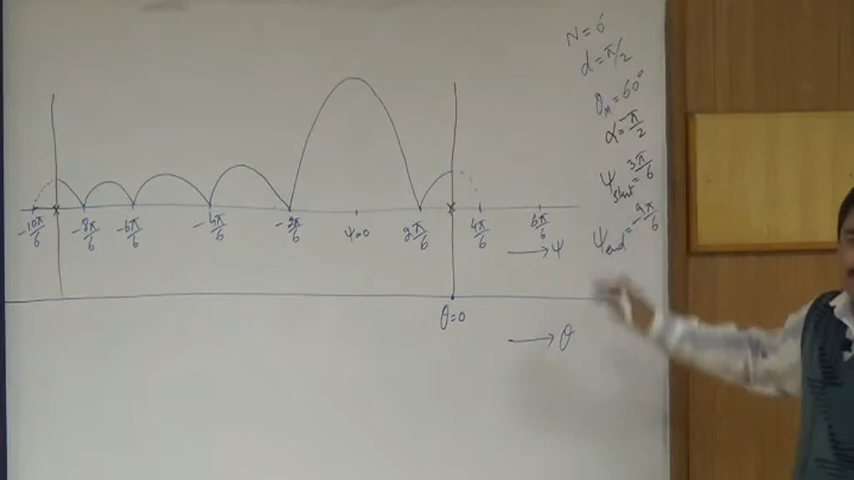 N=6
d=π/2
θM=60°
α=-π/2
Ψstart=3π/6
Ψend=-9π/6
-10π/6 -8π/6 -6π/6 -4π/6 -2π/6 Ψ=0 2π/6 4π/6 6π/6
→Ψ
θ=0
→θ